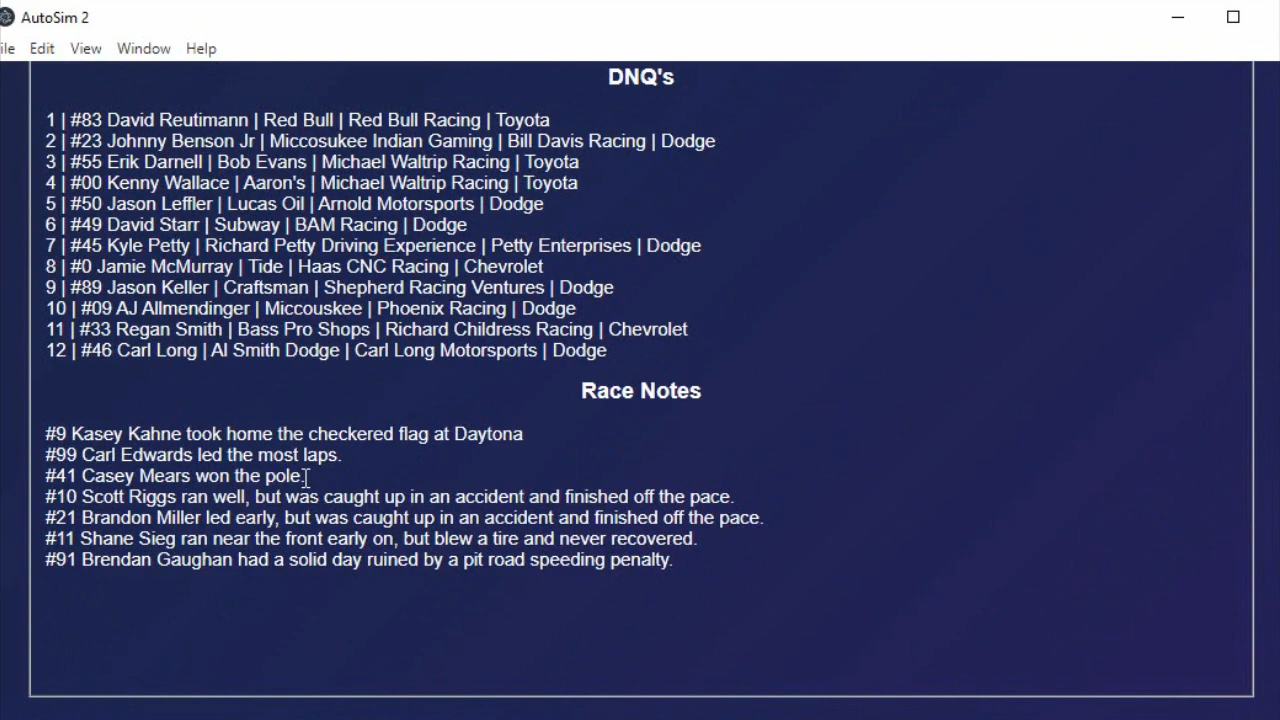 AutoSim 2
ile Edit View Window Help
DNQ's
1 | #83 David Reutimann | Red Bull | Red Bull Racing | Toyota
2 | #23 Johnny Benson Jr | Miccosukee Indian Gaming | Bill Davis Racing | Dodge
3 | #55 Erik Darnell | Bob Evans | Michael Waltrip Racing | Toyota
4 | #00 Kenny Wallace | Aaron's | Michael Waltrip Racing | Toyota
5 | #50 Jason Leffler | Lucas Oil | Arnold Motorsports | Dodge
6 | #49 David Starr | Subway | BAM Racing | Dodge
7 | #45 Kyle Petty | Richard Petty Driving Experience | Petty Enterprises | Dodge
8 | #0 Jamie McMurray | Tide | Haas CNC Racing | Chevrolet
9 | #89 Jason Keller | Craftsman | Shepherd Racing Ventures | Dodge
10 | #09 AJ Allmendinger | Miccouskee | Phoenix Racing | Dodge
11 | #33 Regan Smith | Bass Pro Shops | Richard Childress Racing | Chevrolet
12 | #46 Carl Long | Al Smith Dodge | Carl Long Motorsports | Dodge
Race Notes
#9 Kasey Kahne took home the checkered flag at Daytona
#99 Carl Edwards led the most laps.
#41 Casey Mears won the pole.
#10 Scott Riggs ran well, but was caught up in an accident and finished off the pace.
#21 Brandon Miller led early, but was caught up in an accident and finished off the pace.
#11 Shane Sieg ran near the front early on, but blew a tire and never recovered.
#91 Brendan Gaughan had a solid day ruined by a pit road speeding penalty.